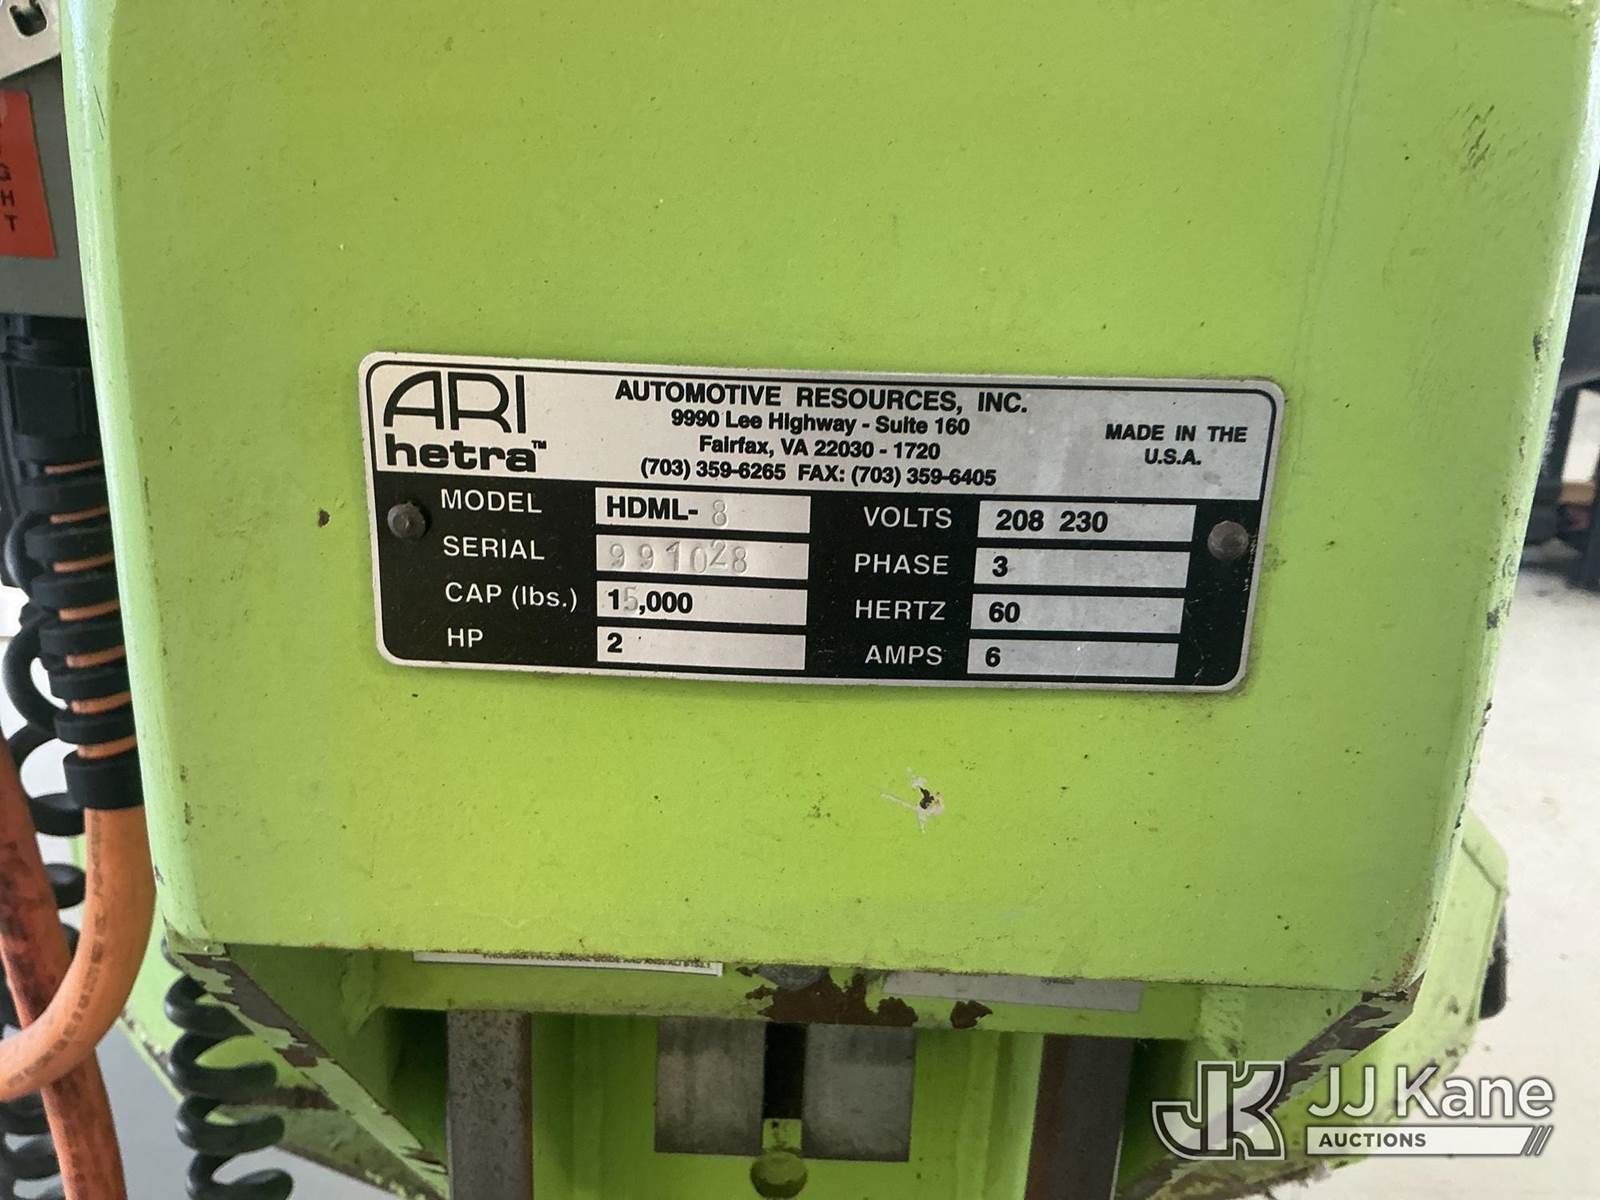 G
H
T
ARI
hetra™
AUTOMOTIVE RESOURCES, INC.
9990 Lee Highway - Suite 160
Fairfax, VA 22030 - 1720
(703) 359-6265 FAX: (703) 359-6405
MADE IN THE
U.S.A.
MODEL HDML- 8
SERIAL 991028
CAP (lbs.) 15,000
HP 2
VOLTS 208 230
PHASE 3
HERTZ 60
AMPS 6
JK JJ Kane
AUCTIONS